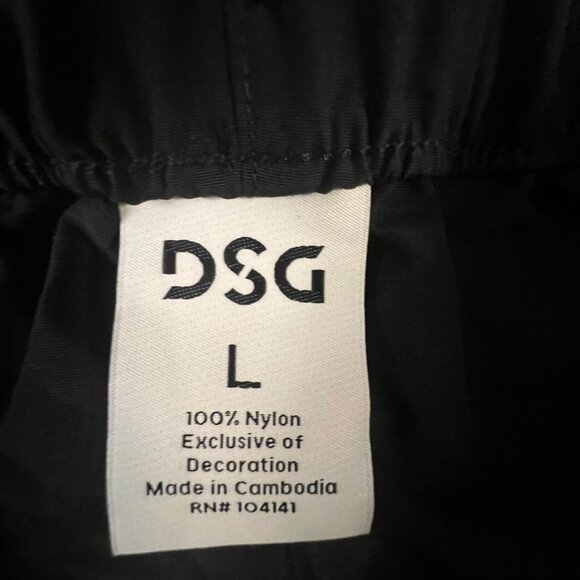 DSG
L
100% Nylon
Exclusive of
Decoration
Made in Cambodia
RN# 104141